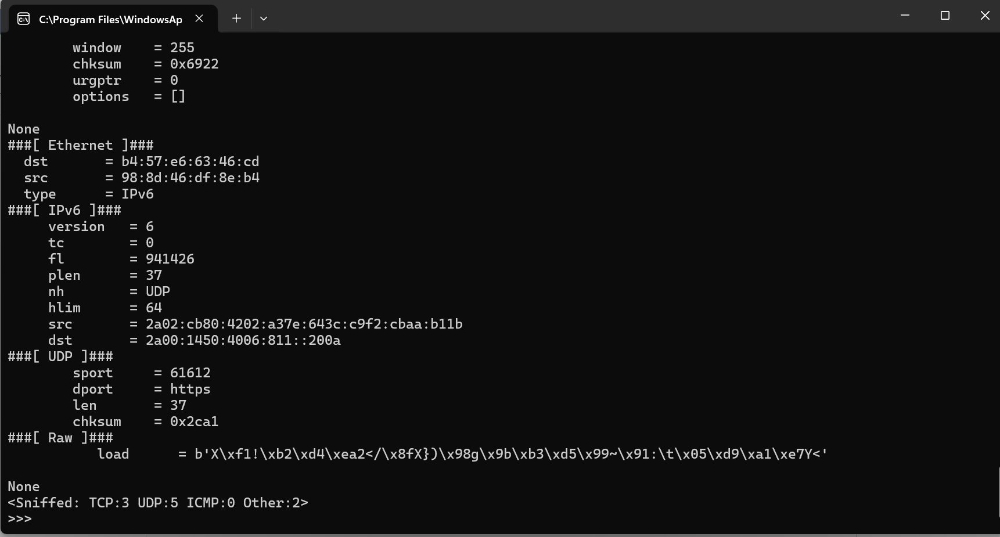 C:\Program Files\WindowsAp
window    = 255
chksum    = 0x6922
urgptr    = 0
options   = []
None
###[ Ethernet ]###
dst       = b4:57:e6:63:46:cd
src       = 98:8d:46:df:8e:b4
type      = IPv6
###[ IPv6 ]###
version   = 6
tc        = 0
fl        = 941426
plen      = 37
nh        = UDP
hlim      = 64
src       = 2a02:cb80:4202:a37e:643c:c9f2:cbaa:b11b
dst       = 2a00:1450:4006:811::200a
###[ UDP ]###
sport     = 61612
dport     = https
len       = 37
chksum    = 0x2ca1
###[ Raw ]###
load      = b'X\xf1!\xb2\xd4\xea2</\x8fX})\x98g\x9b\xb3\xd5\x99~\x91:\t\x05\xd9\xa1\xe7Y<'
None
<Sniffed: TCP:3 UDP:5 ICMP:0 Other:2>
>>>